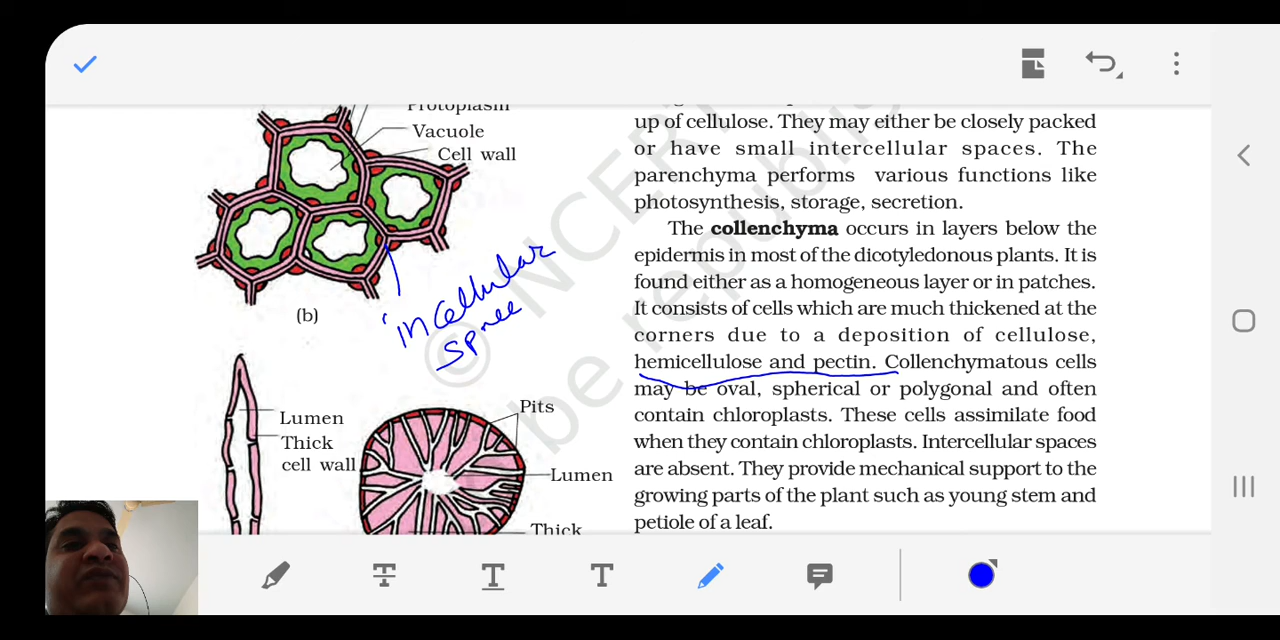 Protoplasm
Vacuole
Cell wall
(b)
incellular
Lumen
Thick
cell wall
Pits
Lumen
Thick
up of cellulose. They may either be closely packed
or have small intercellular spaces. The
parenchyma performs various functions like
photosynthesis, storage, secretion.
The collenchyma occurs in layers below the
epidermis in most of the dicotyledonous plants. It is
found either as a homogeneous layer or in patches.
It consists of cells which are much thickened at the
corners due to a deposition of cellulose,
hemicellulose and pectin. Collenchymatous cells
may be oval, spherical or polygonal and often
contain chloroplasts. These cells assimilate food
when they contain chloroplasts. Intercellular spaces
are absent. They provide mechanical support to the
growing parts of the plant such as young stem and
petiole of a leaf.
© NCERT
be republi
T
T
T